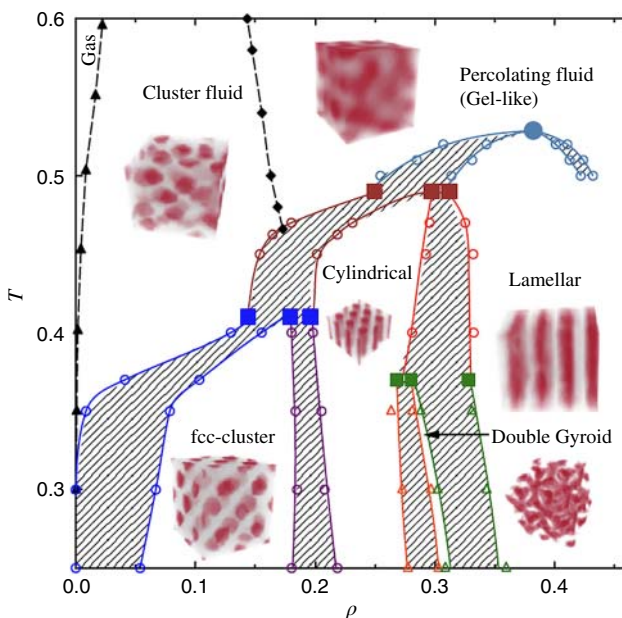 0.6
Gas
Cluster fluid
Percolating fluid
(Gel-like)
0.5
T
Cylindrical
Lamellar
0.4
fcc-cluster
Double Gyroid
0.3
0.0 0.1 0.2 0.3 0.4
ρ